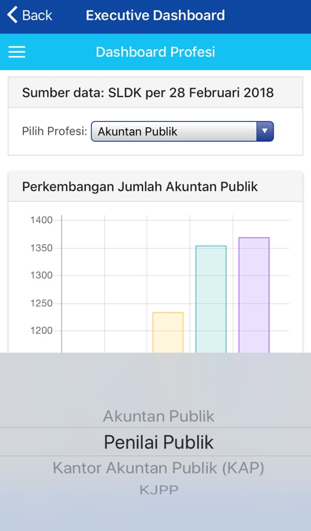 Back Executive Dashboard
Dashboard Profesi
Sumber data: SLDK per 28 Februari 2018
Pilih Profesi: Akuntan Publik
Perkembangan Jumlah Akuntan Publik
1400
1350
1300
1250
1200
Akuntan Publik
Penilai Publik
Kantor Akuntan Publik (KAP)
KJPP